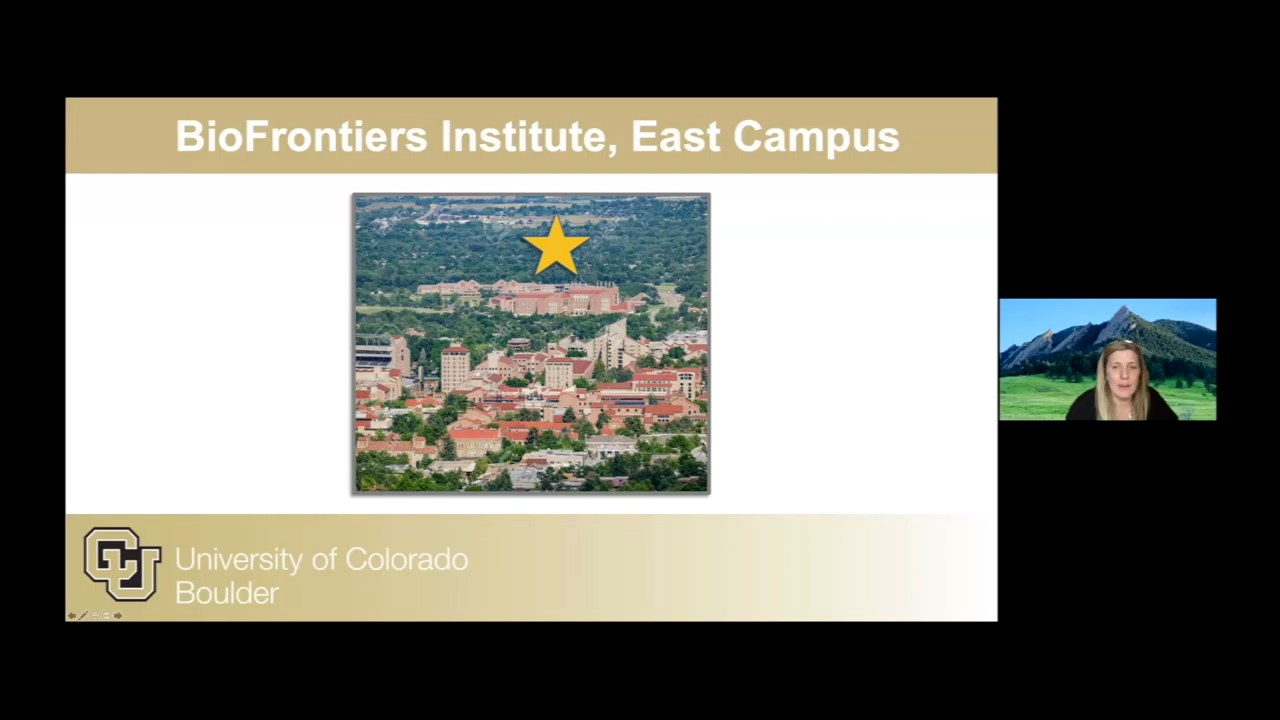 BioFrontiers Institute, East Campus
CU
University of Colorado
Boulder